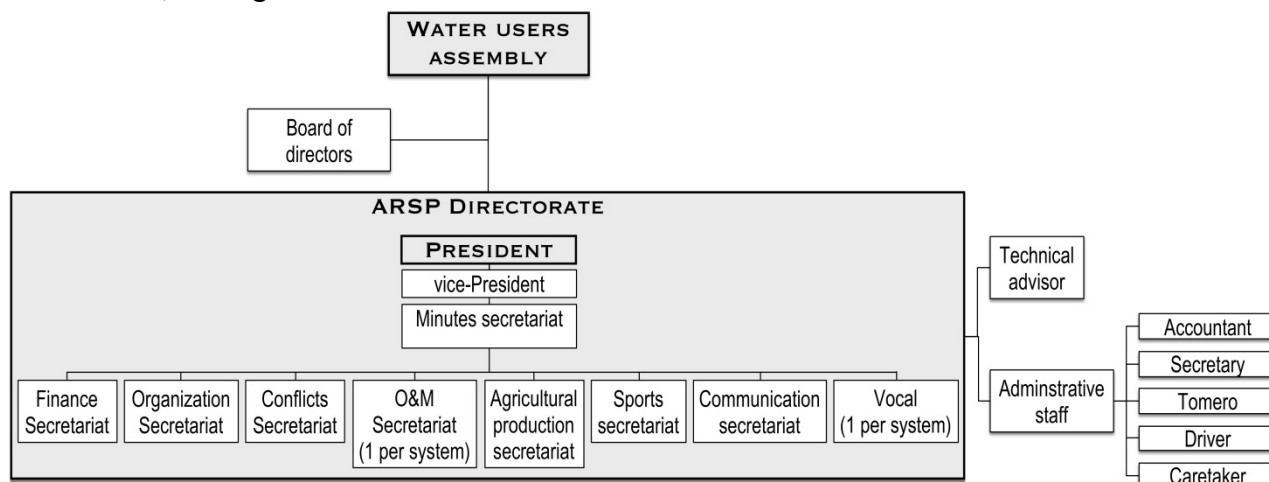 WATER USERS
ASSEMBLY
Board of
directors
ARSP DIRECTORATE
PRESIDENT
vice-President
Minutes secretariat
Technical
advisor
Adminstrative
staff
Accountant
Secretary
Tomero
Driver
Caretaker
Finance
Secretariat
Organization
Secretariat
Conflicts
Secretariat
O&M
Secretariat
(1 per system)
Agricultural
production
secretariat
Sports
secretariat
Communication
secretariat
Vocal
(1 per system)